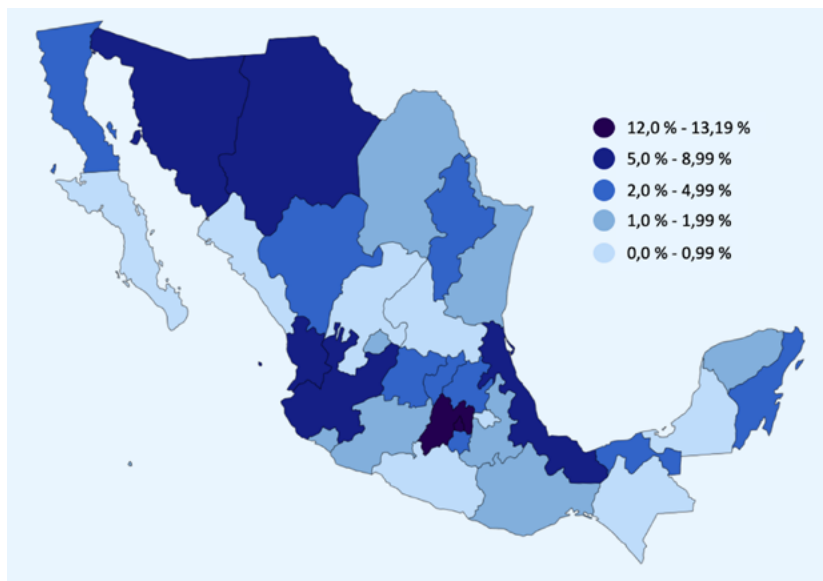 12,0 % - 13,19 %
5,0 % - 8,99 %
2,0 % - 4,99 %
1,0 % - 1,99 %
0,0 % - 0,99 %